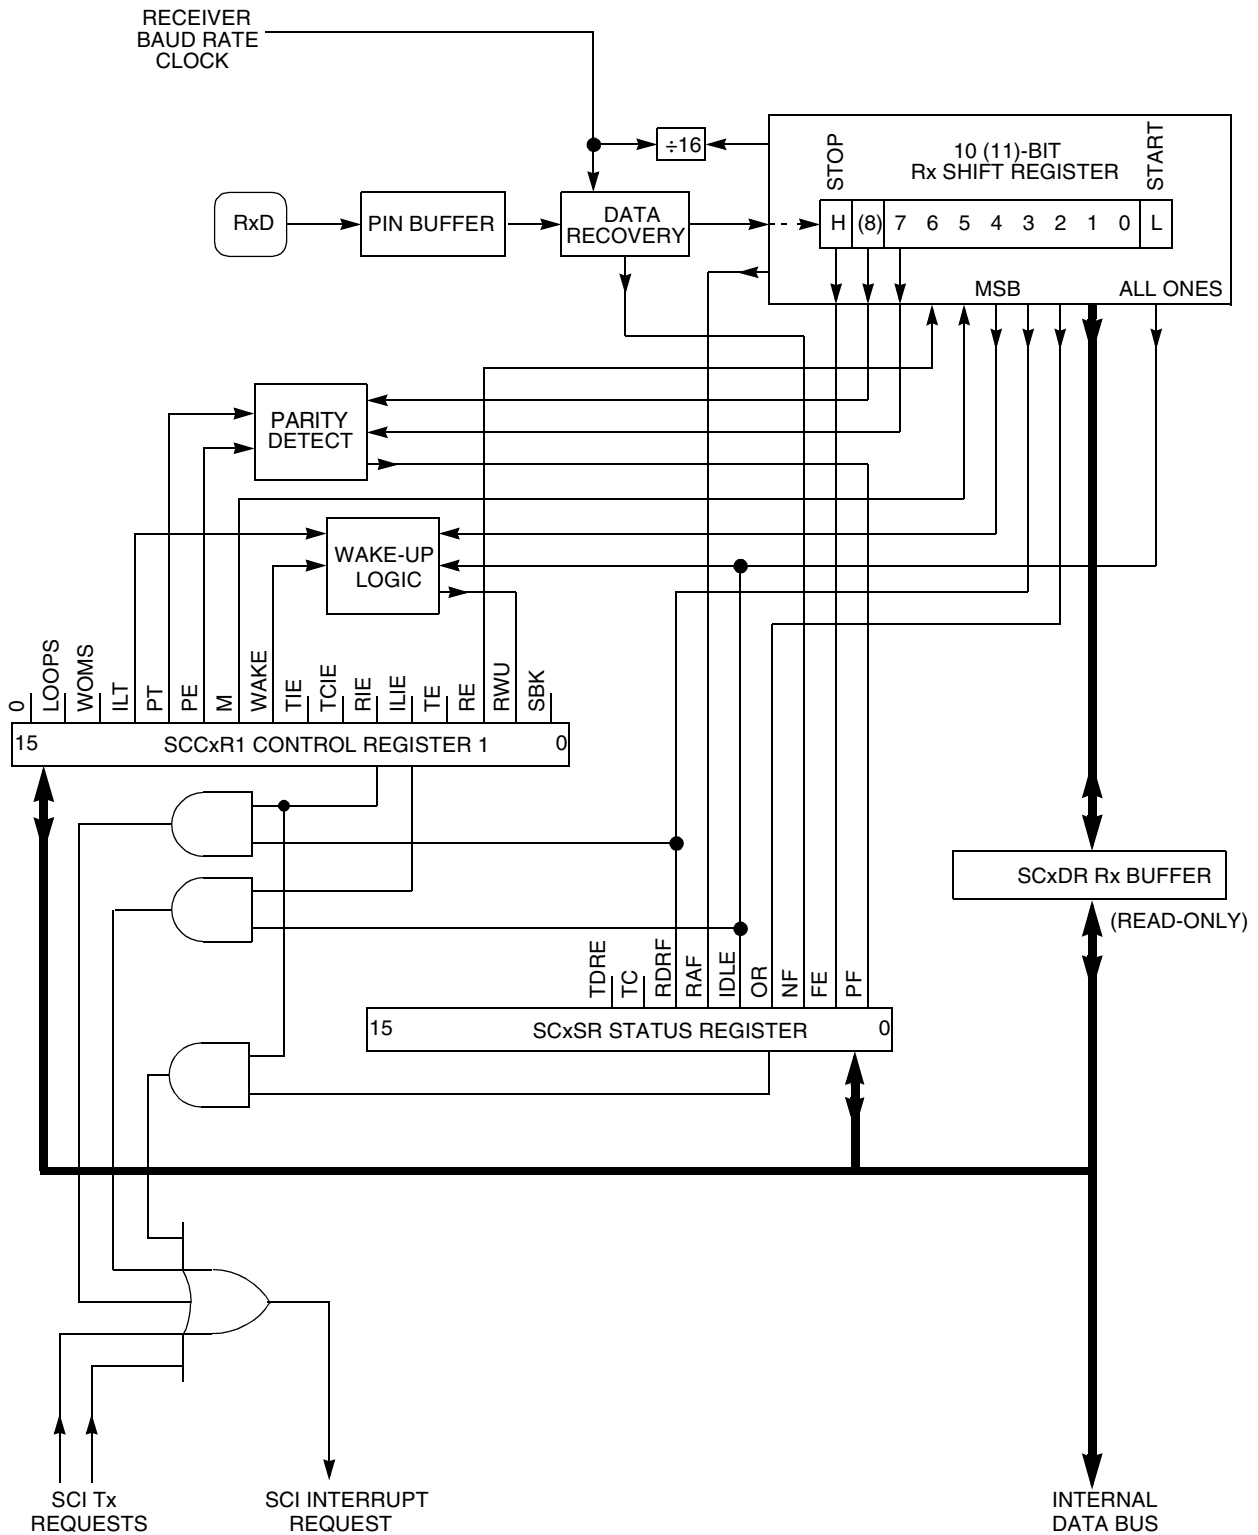 RECEIVER
BAUD RATE
CLOCK
÷16
STOP
10 (11)-BIT
Rx SHIFT REGISTER
START
RxD
PIN BUFFER
DATA
RECOVERY
H (8) 7 6 5 4 3 2 1 0 L
MSB
ALL ONES
PARITY
DETECT
WAKE-UP
LOGIC
0
LOOPS
WOMS
ILT
PT
PE
M
WAKE
TIE
TCIE
RIE
ILIE
TE
RE
RWU
SBK
15 SCCxR1 CONTROL REGISTER 1 0
SCxDR Rx BUFFER
(READ-ONLY)
TDRE
TC
RDRF
RAF
IDLE
OR
NF
FE
PF
15 SCxSR STATUS REGISTER 0
SCI Tx
REQUESTS
SCI INTERRUPT
REQUEST
INTERNAL
DATA BUS